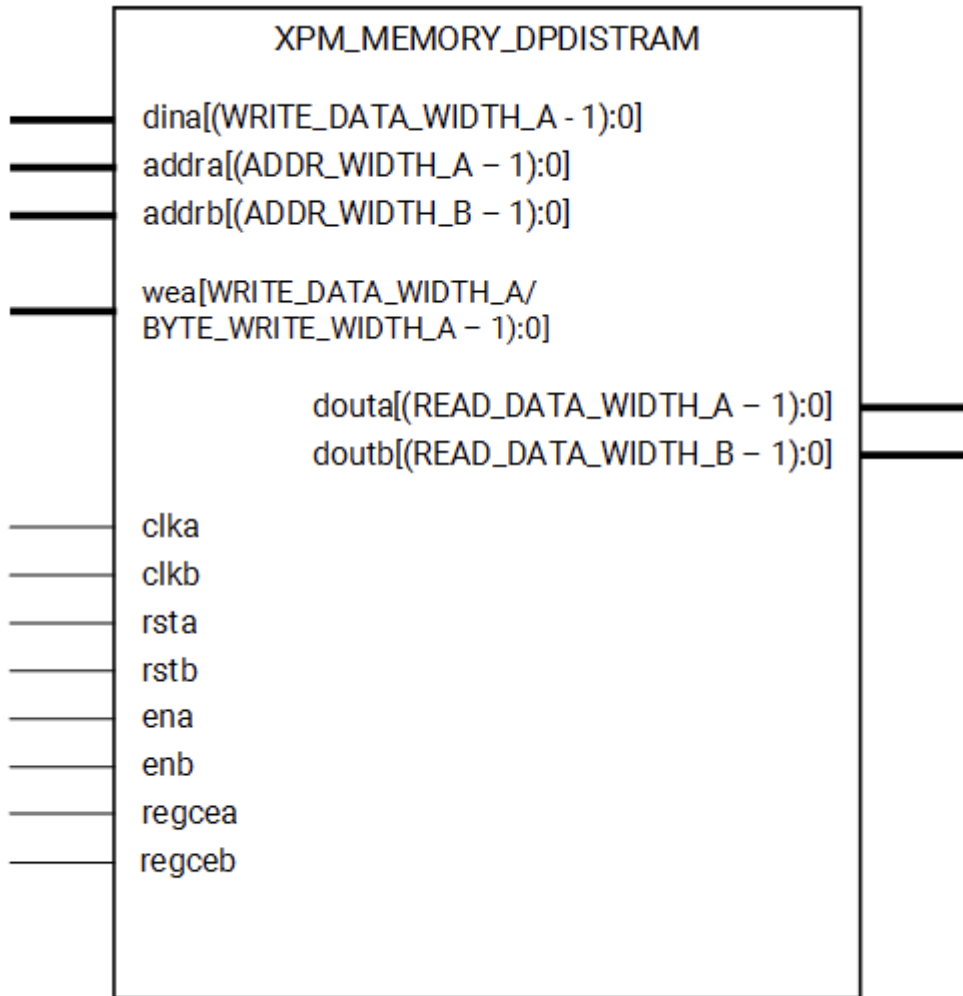 XPM_MEMORY_DPDISTRAM
dina[(WRITE_DATA_WIDTH_A - 1):0]
addra[(ADDR_WIDTH_A – 1):0]
addrb[(ADDR_WIDTH_B – 1):0]
wea[WRITE_DATA_WIDTH_A/
BYTE_WRITE_WIDTH_A – 1):0]
douta[(READ_DATA_WIDTH_A – 1):0]
doutb[(READ_DATA_WIDTH_B – 1):0]
clka
clkb
rsta
rstb
ena
enb
regcea
regceb